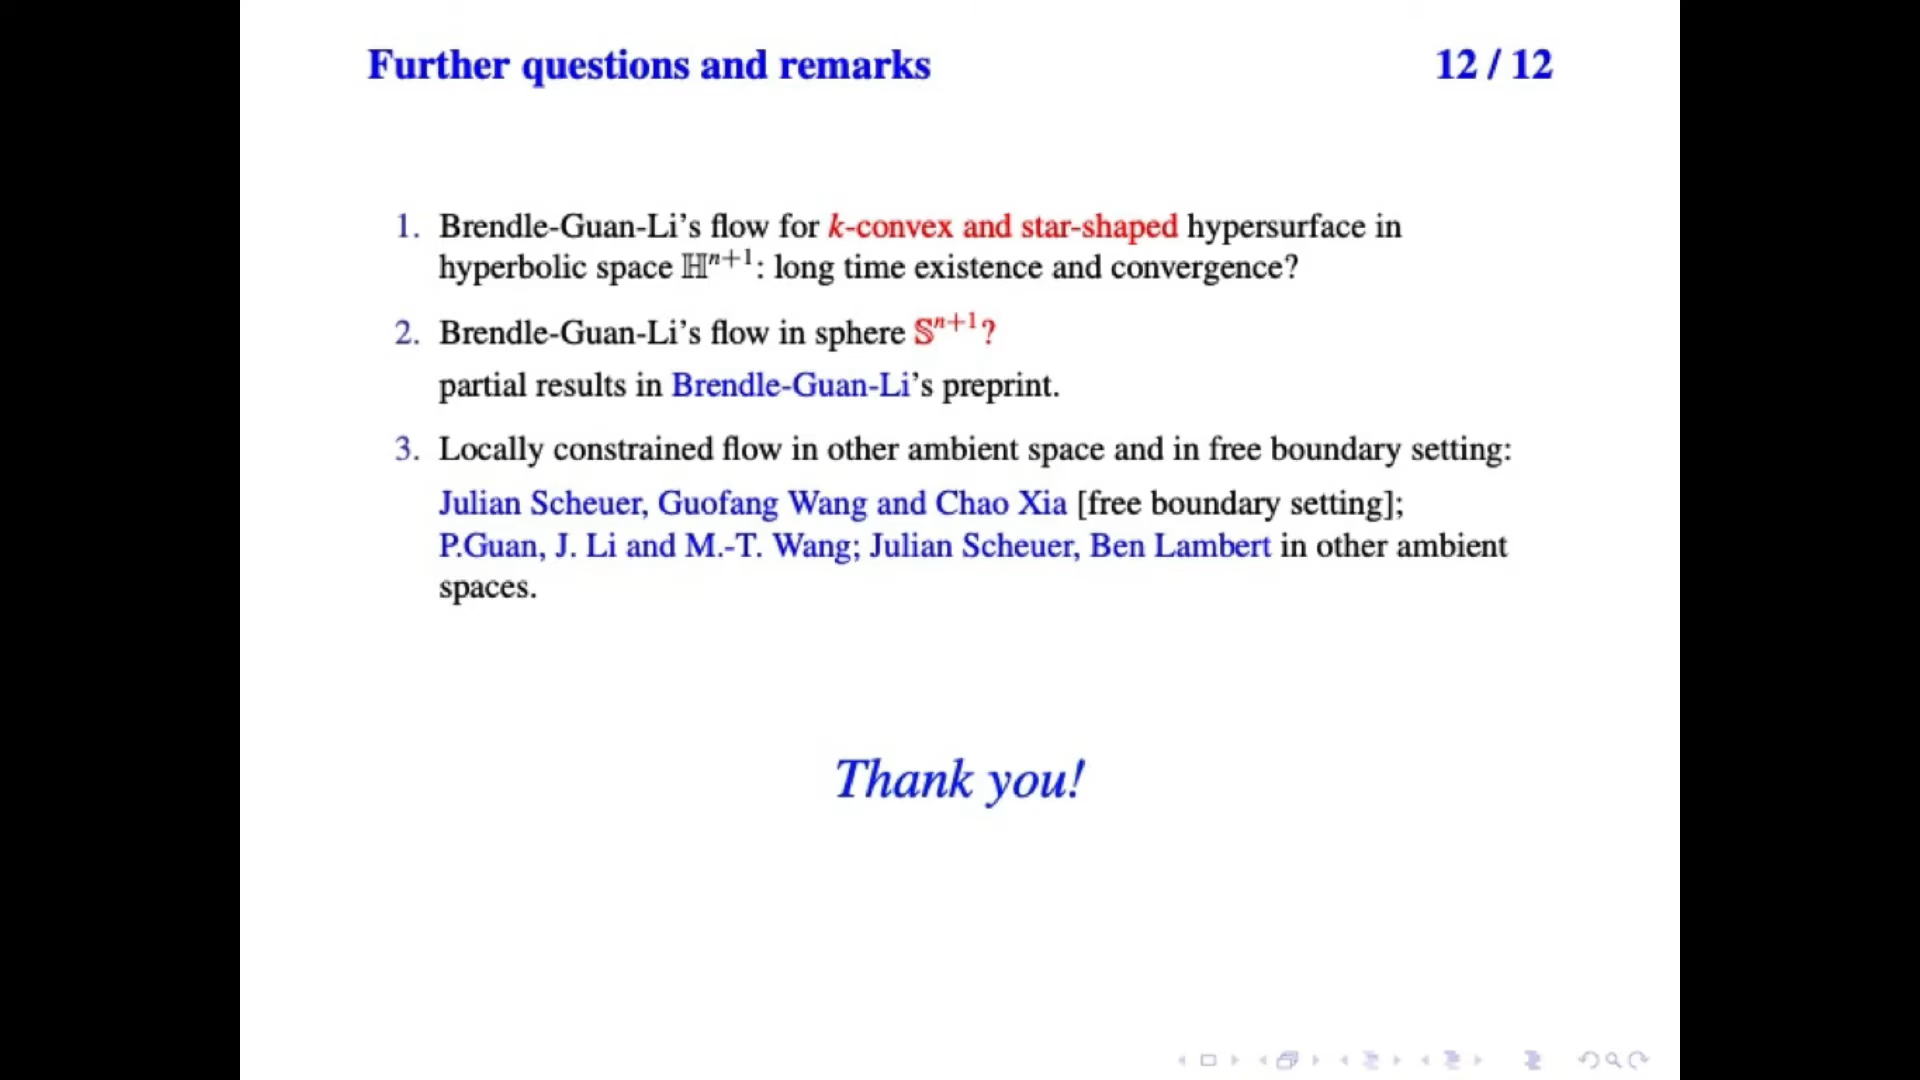 Further questions and remarks 12 / 12
1. Brendle-Guan-Li's flow for k-convex and star-shaped hypersurface in
hyperbolic space ℍⁿ⁺¹: long time existence and convergence?
2. Brendle-Guan-Li's flow in sphere 𝕊ⁿ⁺¹?
partial results in Brendle-Guan-Li's preprint.
3. Locally constrained flow in other ambient space and in free boundary setting:
Julian Scheuer, Guofang Wang and Chao Xia [free boundary setting];
P.Guan, J. Li and M.-T. Wang; Julian Scheuer, Ben Lambert in other ambient
spaces.
Thank you!